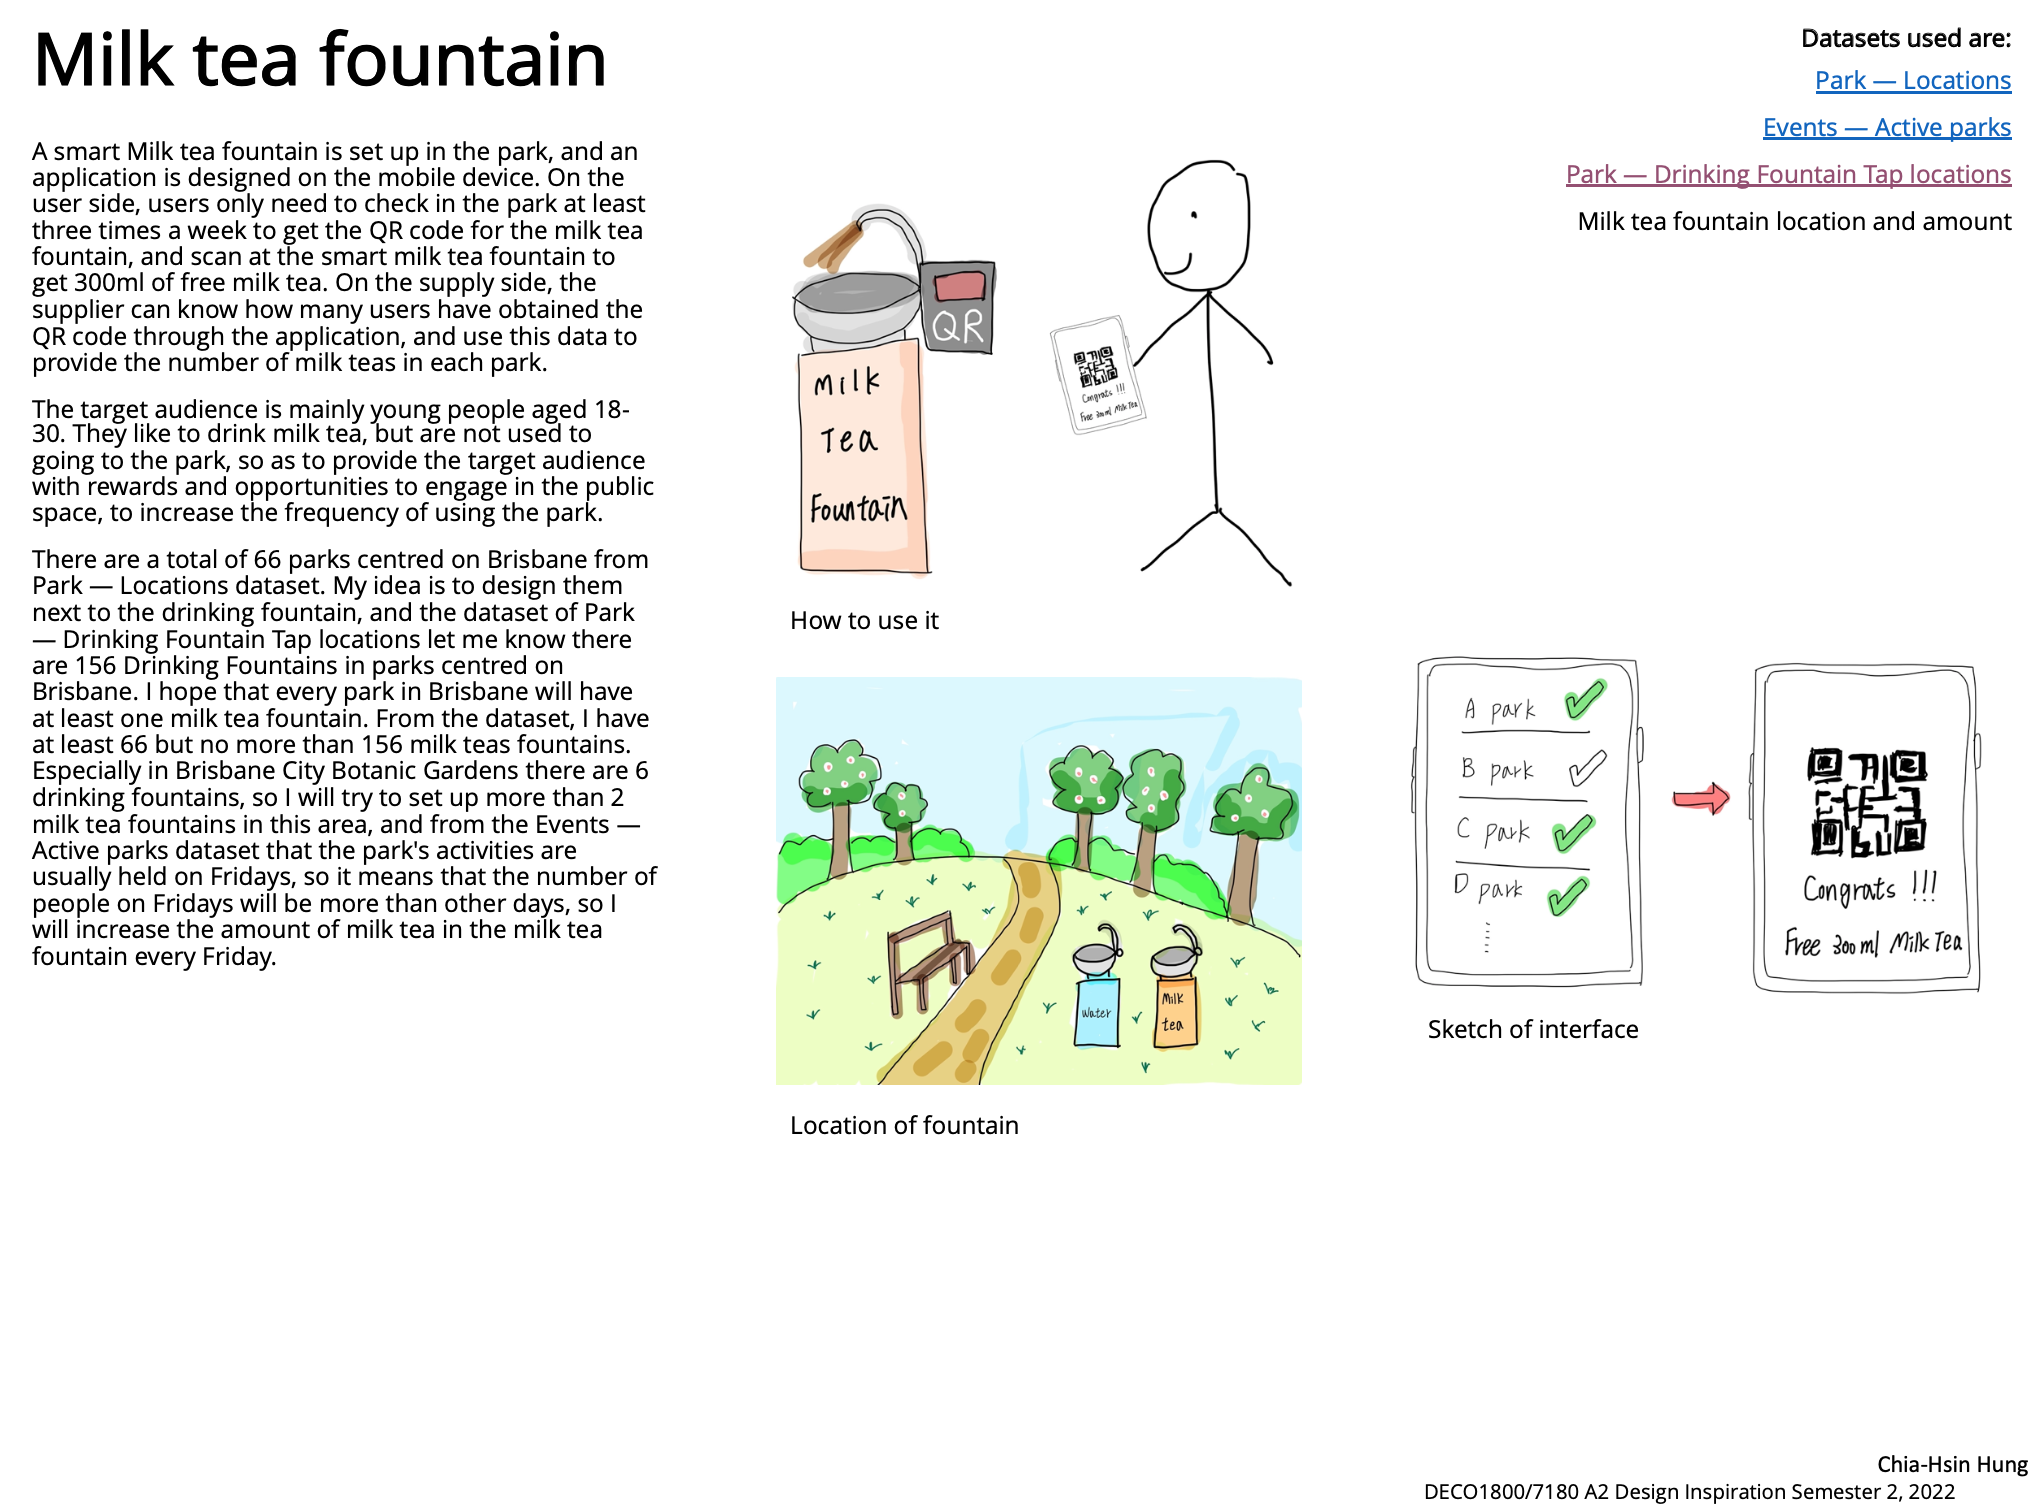 Milk tea fountain
A smart Milk tea fountain is set up in the park, and an
application is designed on the mobile device. On the
user side, users only need to check in the park at least
three times a week to get the QR code for the milk tea
fountain, and scan at the smart milk tea fountain to
get 300ml of free milk tea. On the supply side, the
supplier can know how many users have obtained the
QR code through the application, and use this data to
provide the number of milk teas in each park.
The target audience is mainly young people aged 18-
30. They like to drink milk tea, but are not used to
going to the park, so as to provide the target audience
with rewards and opportunities to engage in the public
space, to increase the frequency of using the park.
There are a total of 66 parks centred on Brisbane from
Park — Locations dataset. My idea is to design them
next to the drinking fountain, and the dataset of Park
— Drinking Fountain Tap locations let me know there
are 156 Drinking Fountains in parks centred on
Brisbane. I hope that every park in Brisbane will have
at least one milk tea fountain. From the dataset, I have
at least 66 but no more than 156 milk teas fountains.
Especially in Brisbane City Botanic Gardens there are 6
drinking fountains, so I will try to set up more than 2
milk tea fountains in this area, and from the Events —
Active parks dataset that the park's activities are
usually held on Fridays, so it means that the number of
people on Fridays will be more than other days, so I
will increase the amount of milk tea in the milk tea
fountain every Friday.
QR
Milk
Tea
Fountain
Congrats !!!
Free 300ml Milk Tea
How to use it
Water
Milk
tea
Location of fountain
Datasets used are:
Park — Locations
Events — Active parks
Park — Drinking Fountain Tap locations
Milk tea fountain location and amount
A park
B park
C park
D park
Congrats !!!
Free 300ml Milk Tea
Sketch of interface
Chia-Hsin Hung
DECO1800/7180 A2 Design Inspiration Semester 2, 2022